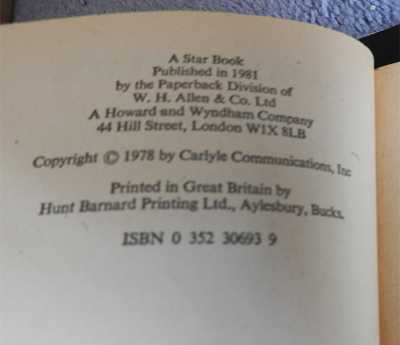 A Star Book
Published in 1981
by the Paperback Division of
W. H. Allen & Co. Ltd
A Howard and Wyndham Company
44 Hill Street, London W1X 8LB
Copyright © 1978 by Carlyle Communications, Inc
Printed in Great Britain by
Hunt Barnard Printing Ltd., Aylesbury, Bucks.
ISBN 0 352 30693 9